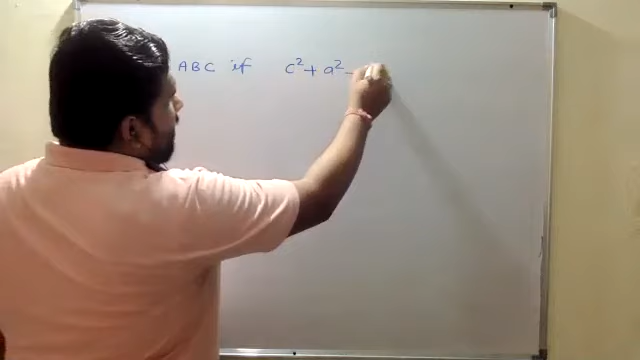 ABC if c² + a² -